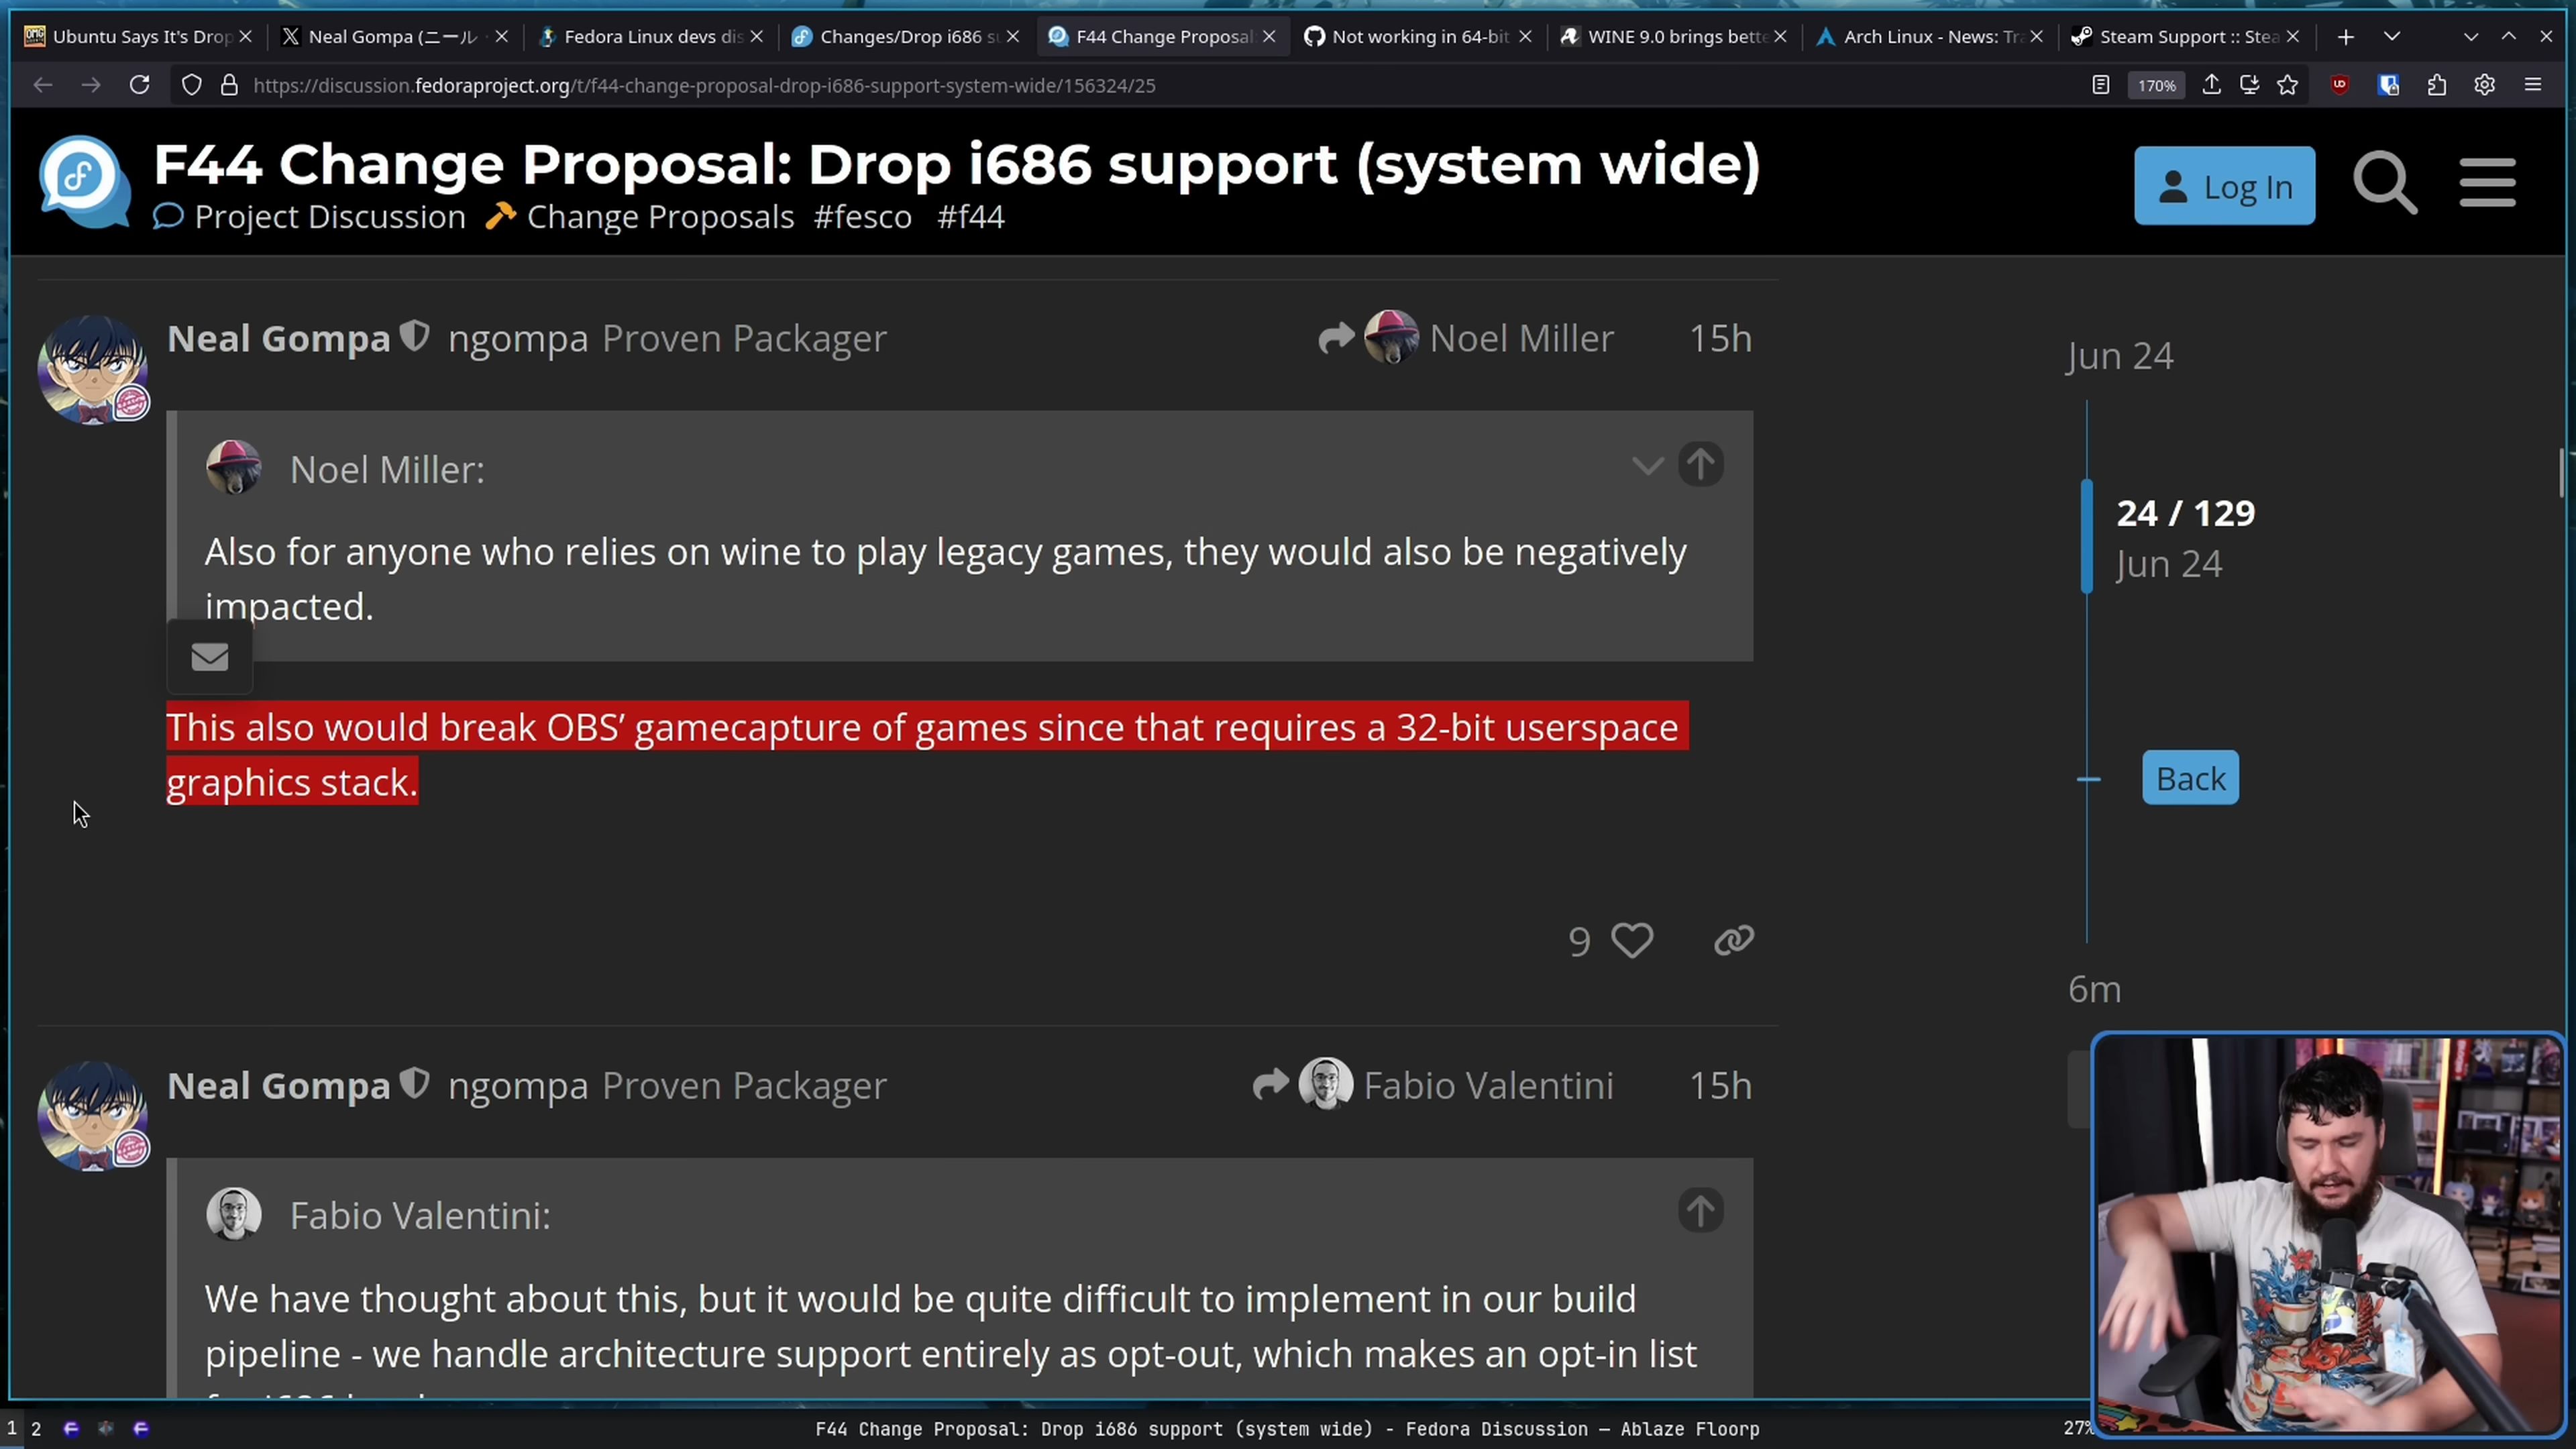 Ubuntu Says It's Drop
Neal Gompa (ニール
Fedora Linux devs dis
Changes/Drop i686 su
F44 Change Proposal:
Not working in 64-bit
WINE 9.0 brings bette
Arch Linux - News: Tra
Steam Support :: Stea
https://discussion.fedoraproject.org/t/f44-change-proposal-drop-i686-support-system-wide/156324/25
170%
F44 Change Proposal: Drop i686 support (system wide)
Project Discussion Change Proposals #fesco #f44
Log In
Neal Gompa ngompa Proven Packager
Noel Miller 15h
Noel Miller:
Also for anyone who relies on wine to play legacy games, they would also be negatively
impacted.
This also would break OBS’ gamecapture of games since that requires a 32-bit userspace
graphics stack.
9
Jun 24
24 / 129
Jun 24
Back
6m
Neal Gompa ngompa Proven Packager
Fabio Valentini 15h
Fabio Valentini:
We have thought about this, but it would be quite difficult to implement in our build
pipeline - we handle architecture support entirely as opt-out, which makes an opt-in list
1 2
F44 Change Proposal: Drop i686 support (system wide) - Fedora Discussion — Ablaze Floorp
27%